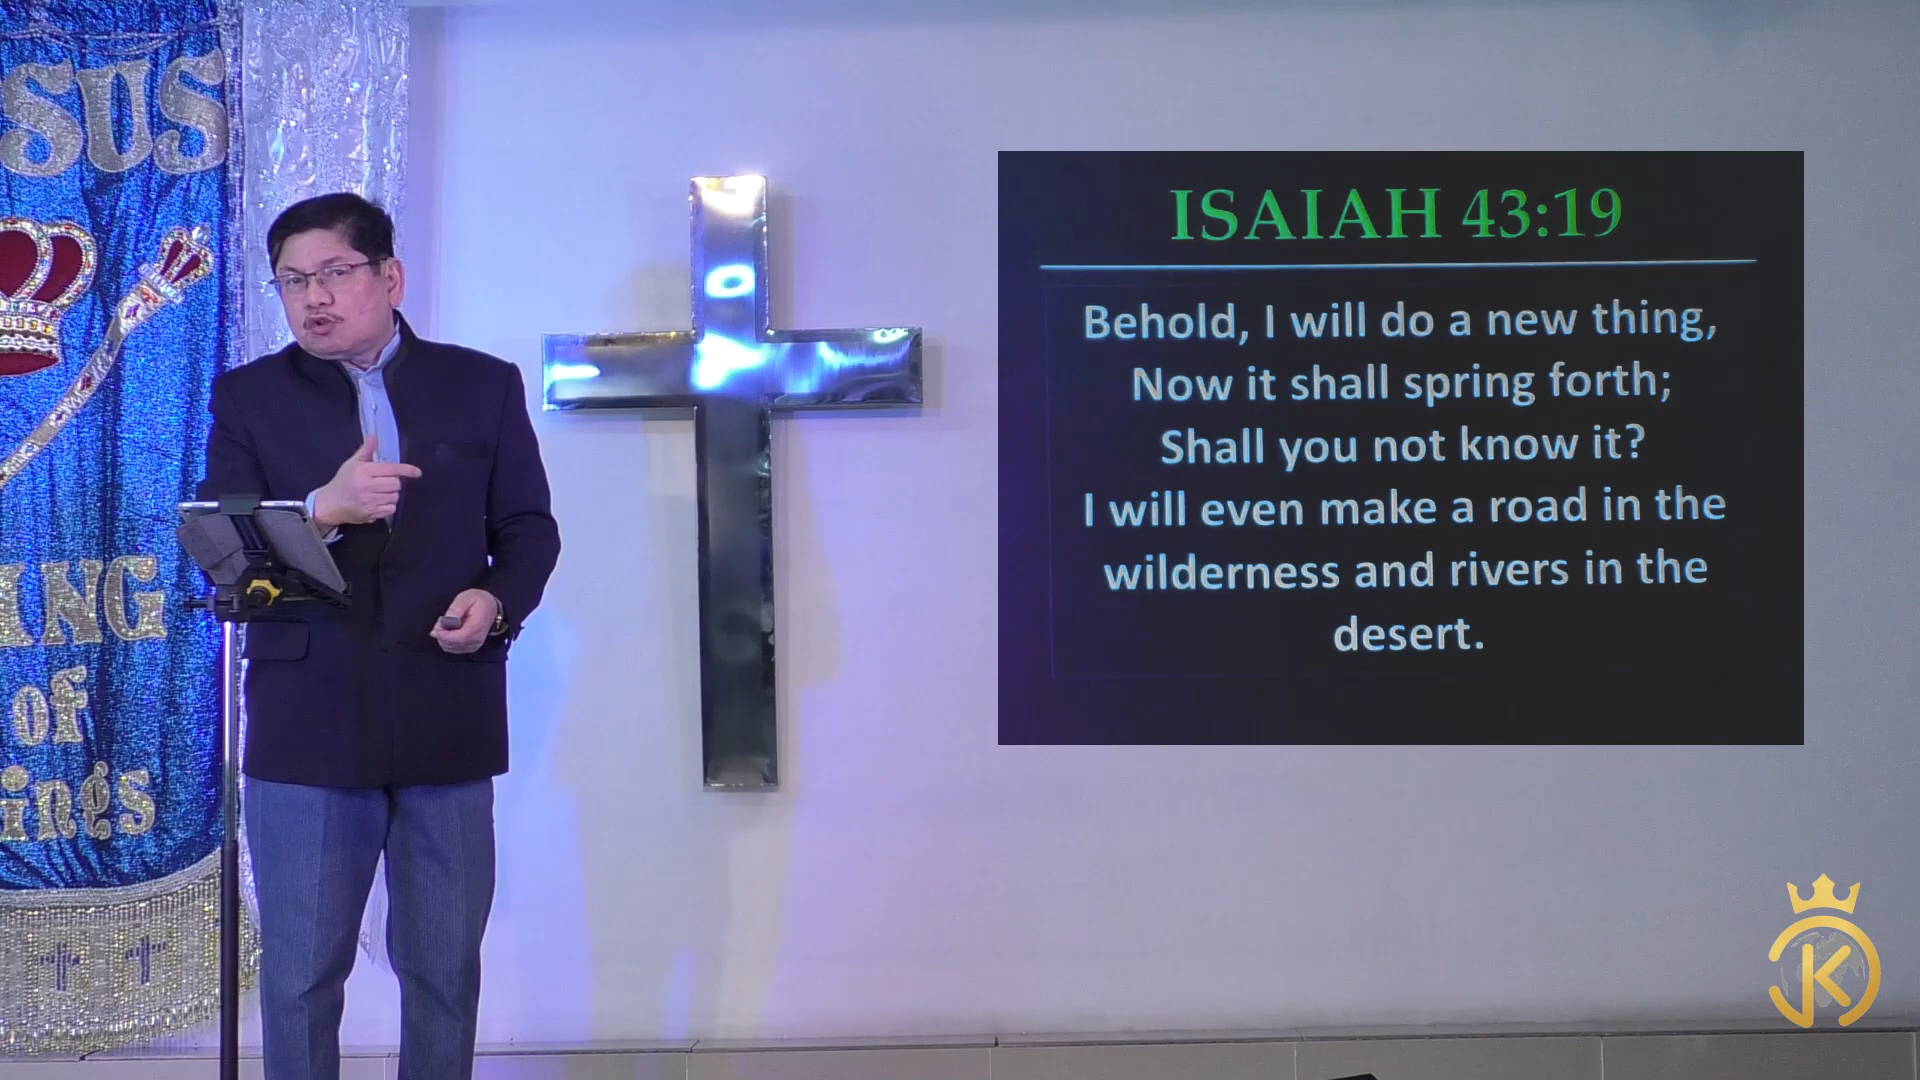 SUS
ING
of
ings
ISAIAH 43:19
Behold, I will do a new thing,
Now it shall spring forth;
Shall you not know it?
I will even make a road in the
wilderness and rivers in the
desert.
K